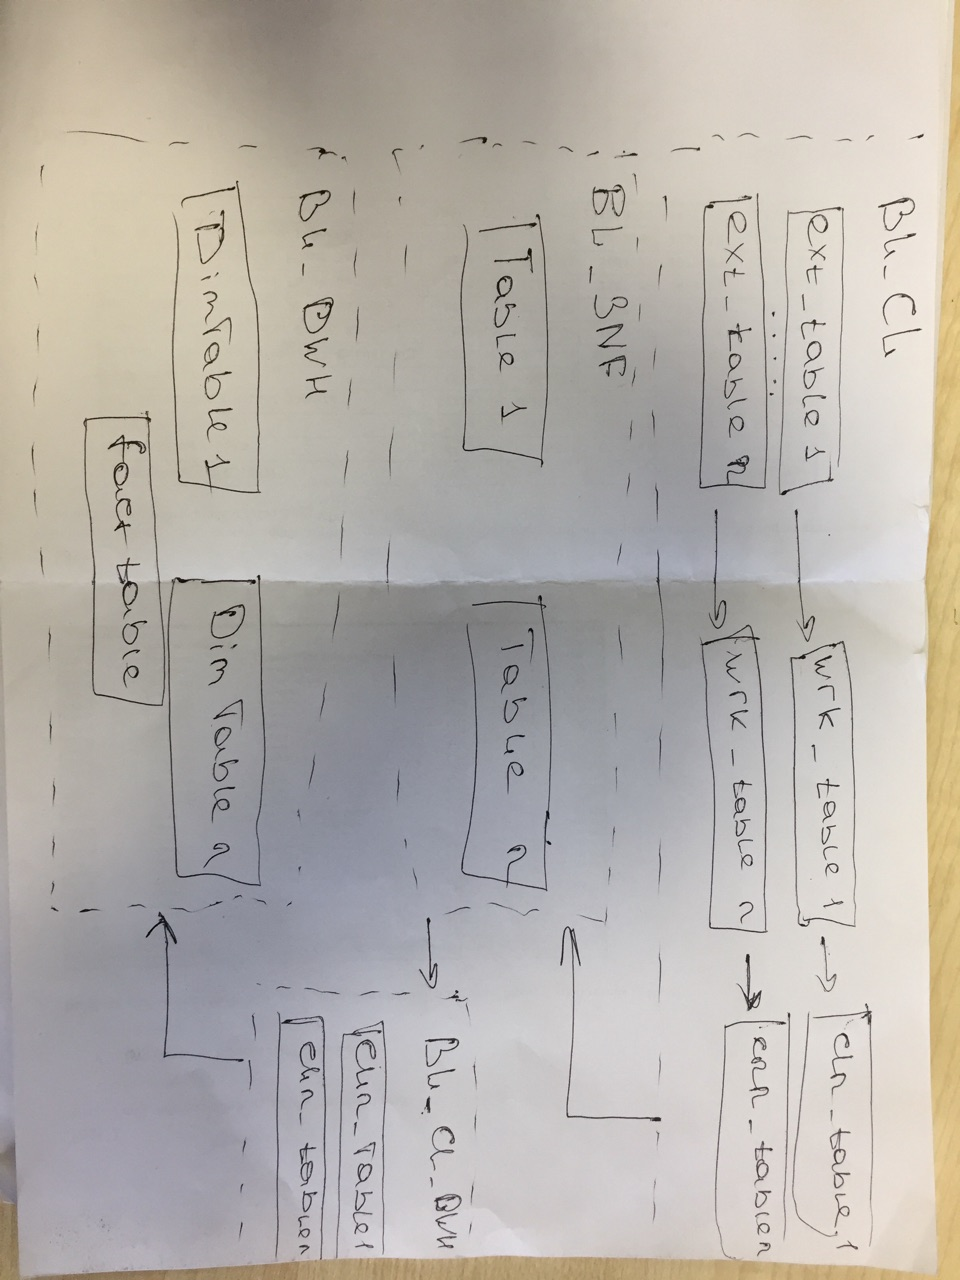 BL_CL
ext_table 1
wrk_table 1
cln_table 1
.....
ext_table n
wrk_table n
cln_table n
BL_3NF
Table 1
Table n
BL_CL_DWH
cln_Table 1
cln_table n
BL_DWH
DimTable 1
Dim Table n
fact table